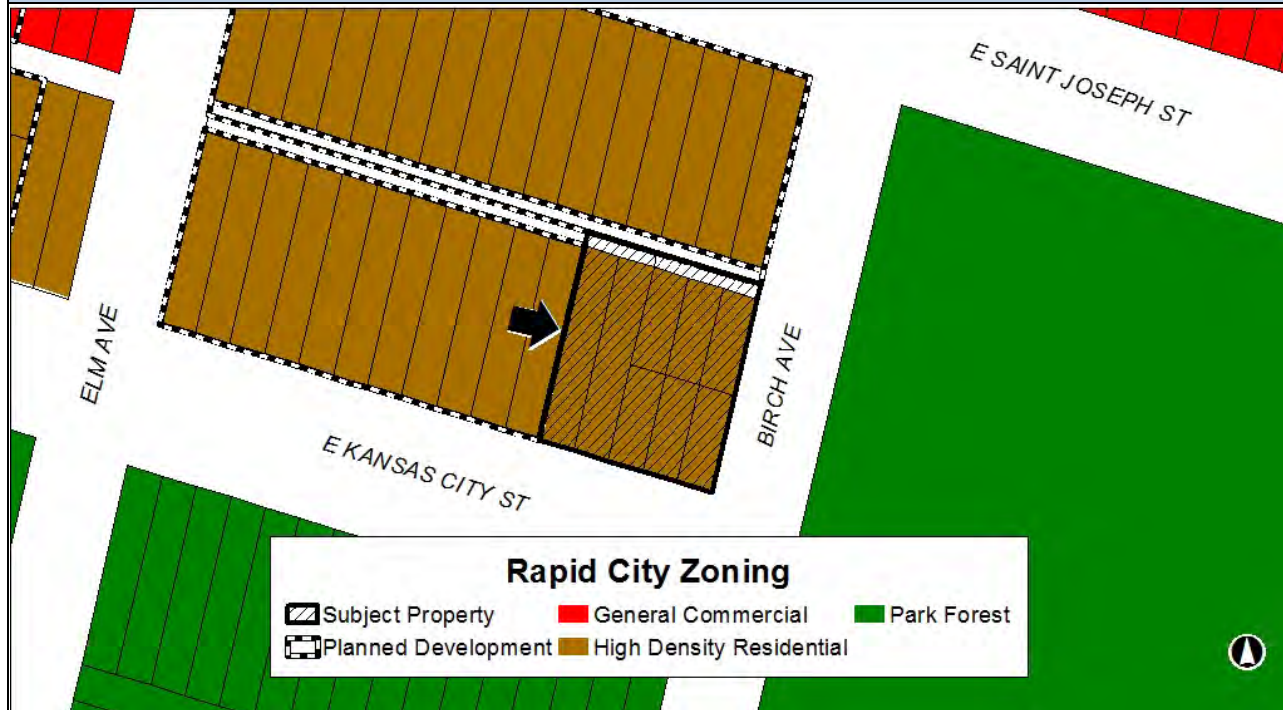 E SAINT JOSEPH ST
ELM AVE
BIRCH AVE
E KANSAS CITY ST
Rapid City Zoning
Subject Property
General Commercial
Park Forest
Planned Development
High Density Residential